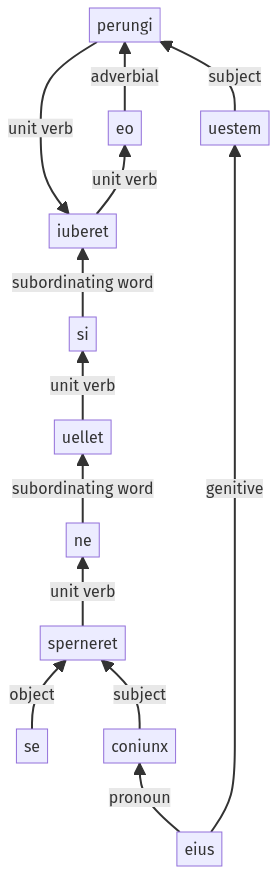 perungi
adverbial
subject
unit verb
eo
uestem
unit verb
iuberet
subordinating word
si
unit verb
uellet
subordinating word
genitive
ne
unit verb
sperneret
object
subject
se
coniunx
pronoun
eius